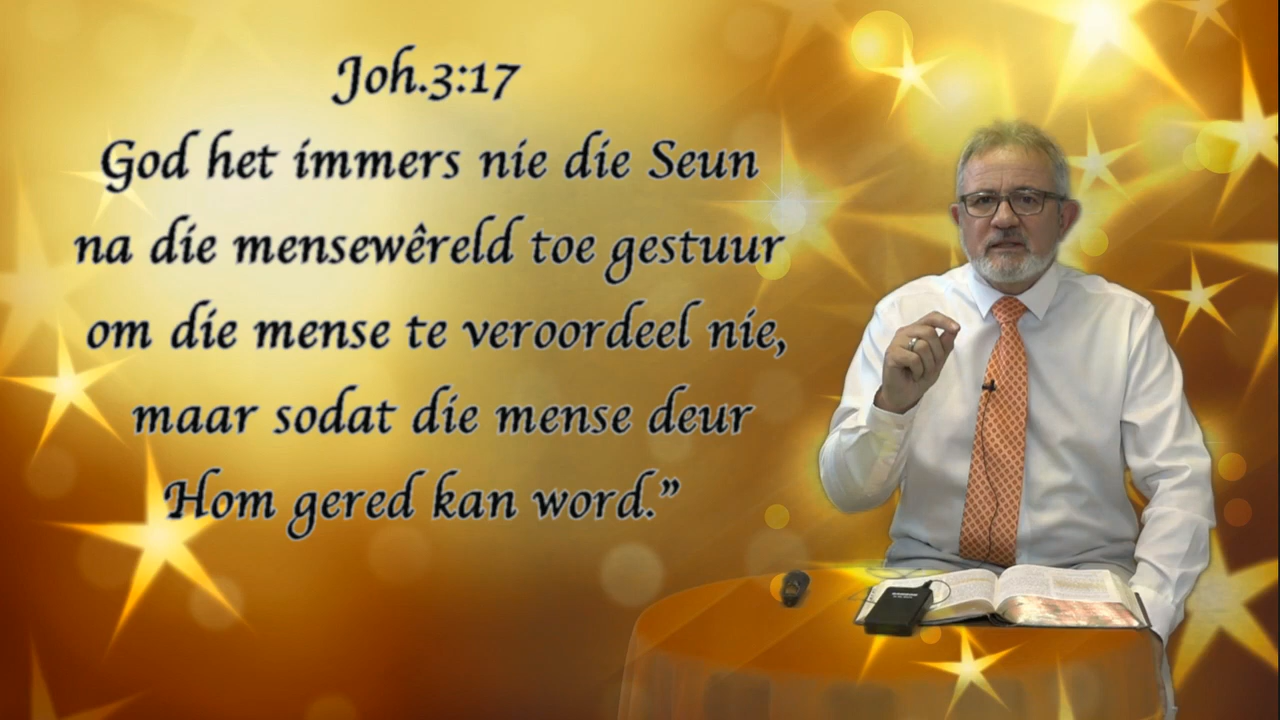 Joh.3:17
God het immers nie die Seun
na die mensewêreld toe gestuur
om die mense te veroordeel nie,
maar sodat die mense deur
Hom gered kan word.”